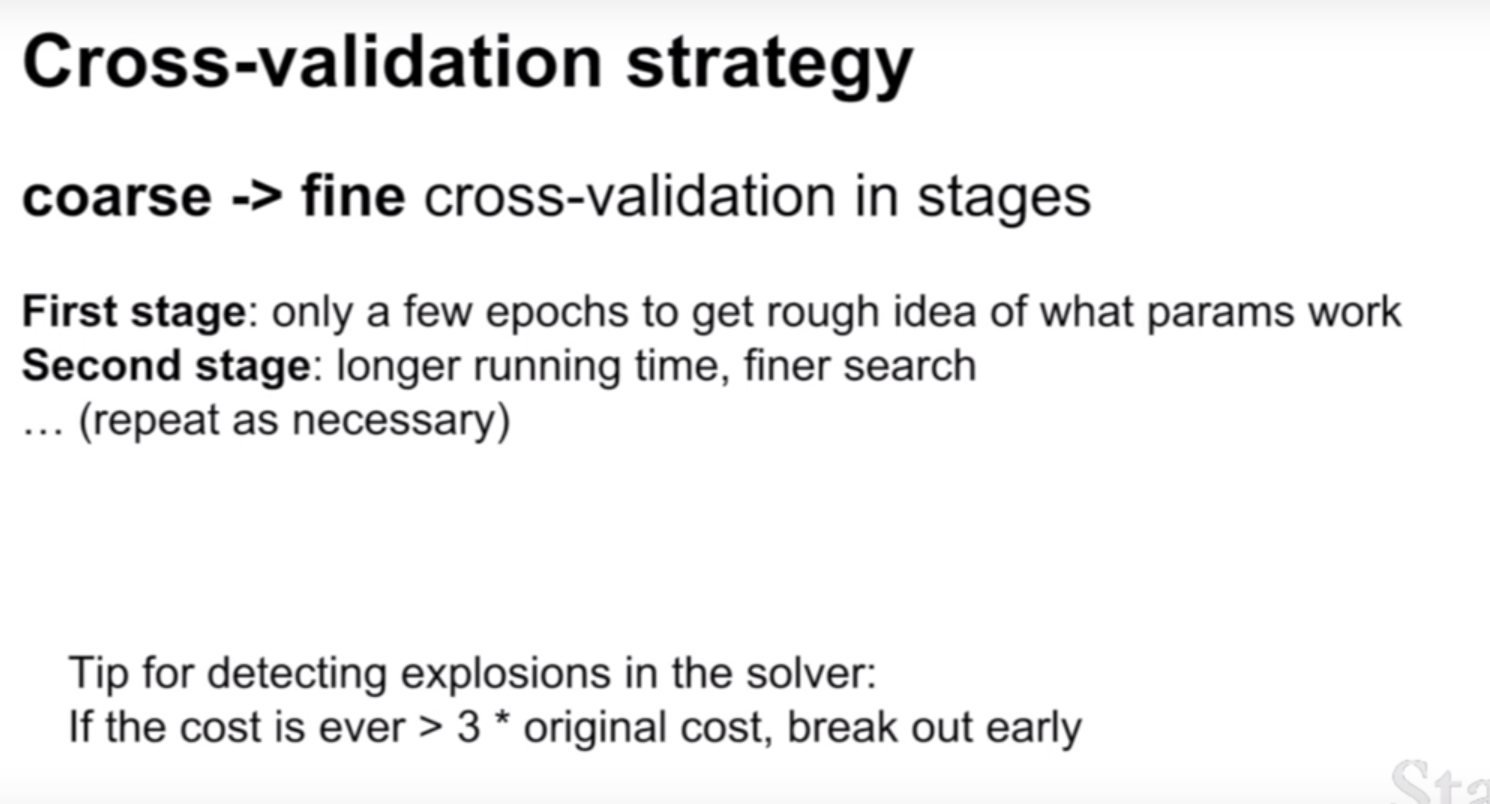 Cross-validation strategy
coarse -> fine cross-validation in stages
First stage: only a few epochs to get rough idea of what params work
Second stage: longer running time, finer search
… (repeat as necessary)
Tip for detecting explosions in the solver:
If the cost is ever > 3 * original cost, break out early